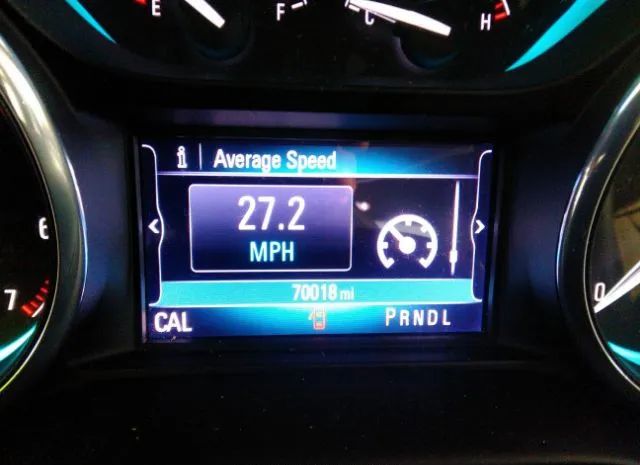 E F C H
i Average Speed
27.2
MPH
6
70018 mi
7 0
CAL PRNDL